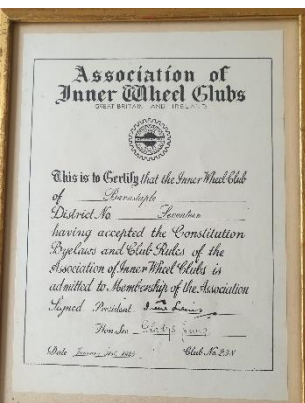 Association of
Inner Wheel Clubs
GREAT BRITAIN AND IRELAND
This is to Certify that the Inner Wheel Club
of Barnstaple
District No Seventeen
having accepted the Constitution
Byelaws and Club Rules of the
Association of Inner Wheel Clubs is
admitted to Membership of the Association
Signed President
Hon Sec Gladys
Date January Club No.